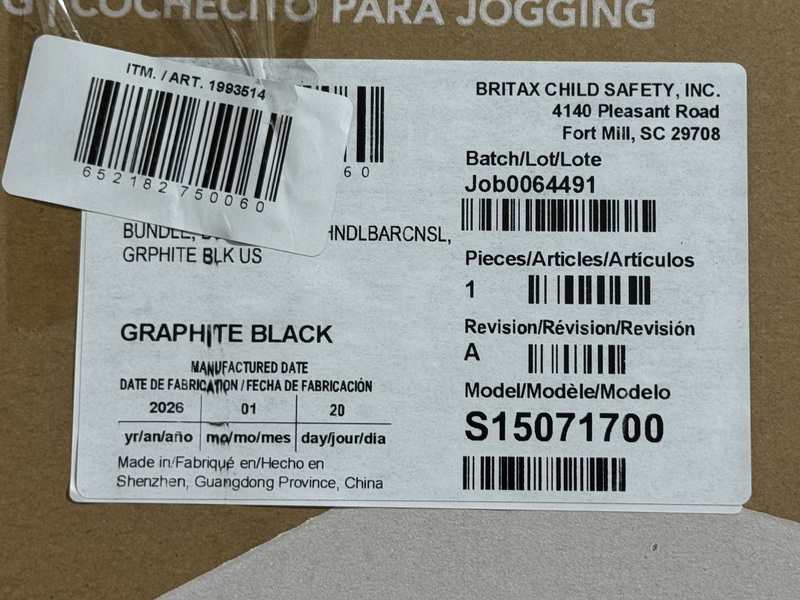 COCHECITO PARA JOGGING
ITM. / ART. 1993514
652182 750060
60
BUNDLE, HNDLBARCNSL,
GRPHITE BLK US
GRAPHITE BLACK
MANUFACTURED DATE
DATE DE FABRICATION / FECHA DE FABRICACIÓN
2026 01 20
yr/an/año mo/mo/mes day/jour/día
Made in/Fabriqué en/Hecho en
Shenzhen, Guangdong Province, China
BRITAX CHILD SAFETY, INC.
4140 Pleasant Road
Fort Mill, SC 29708
Batch/Lot/Lote
Job0064491
Pieces/Articles/Artículos
1
Revision/Révision/Revisión
A
Model/Modèle/Modelo
S15071700